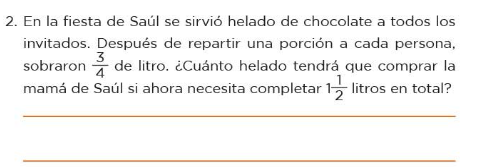 2. En la fiesta de Saúl se sirvió helado de chocolate a todos los
invitados. Después de repartir una porción a cada persona,
sobraron 3/4 de litro. ¿Cuánto helado tendrá que comprar la
mamá de Saúl si ahora necesita completar 1 1/2 litros en total?